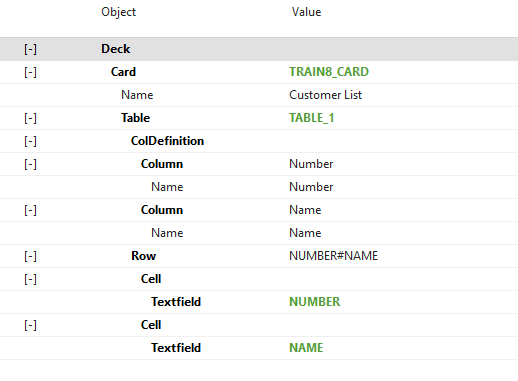 Object Value
[-] Deck
[-] Card TRAIN8_CARD
Name Customer List
[-] Table TABLE_1
[-] ColDefinition
[-] Column Number
Name Number
[-] Column Name
Name Name
[-] Row NUMBER#NAME
[-] Cell
Textfield NUMBER
[-] Cell
Textfield NAME